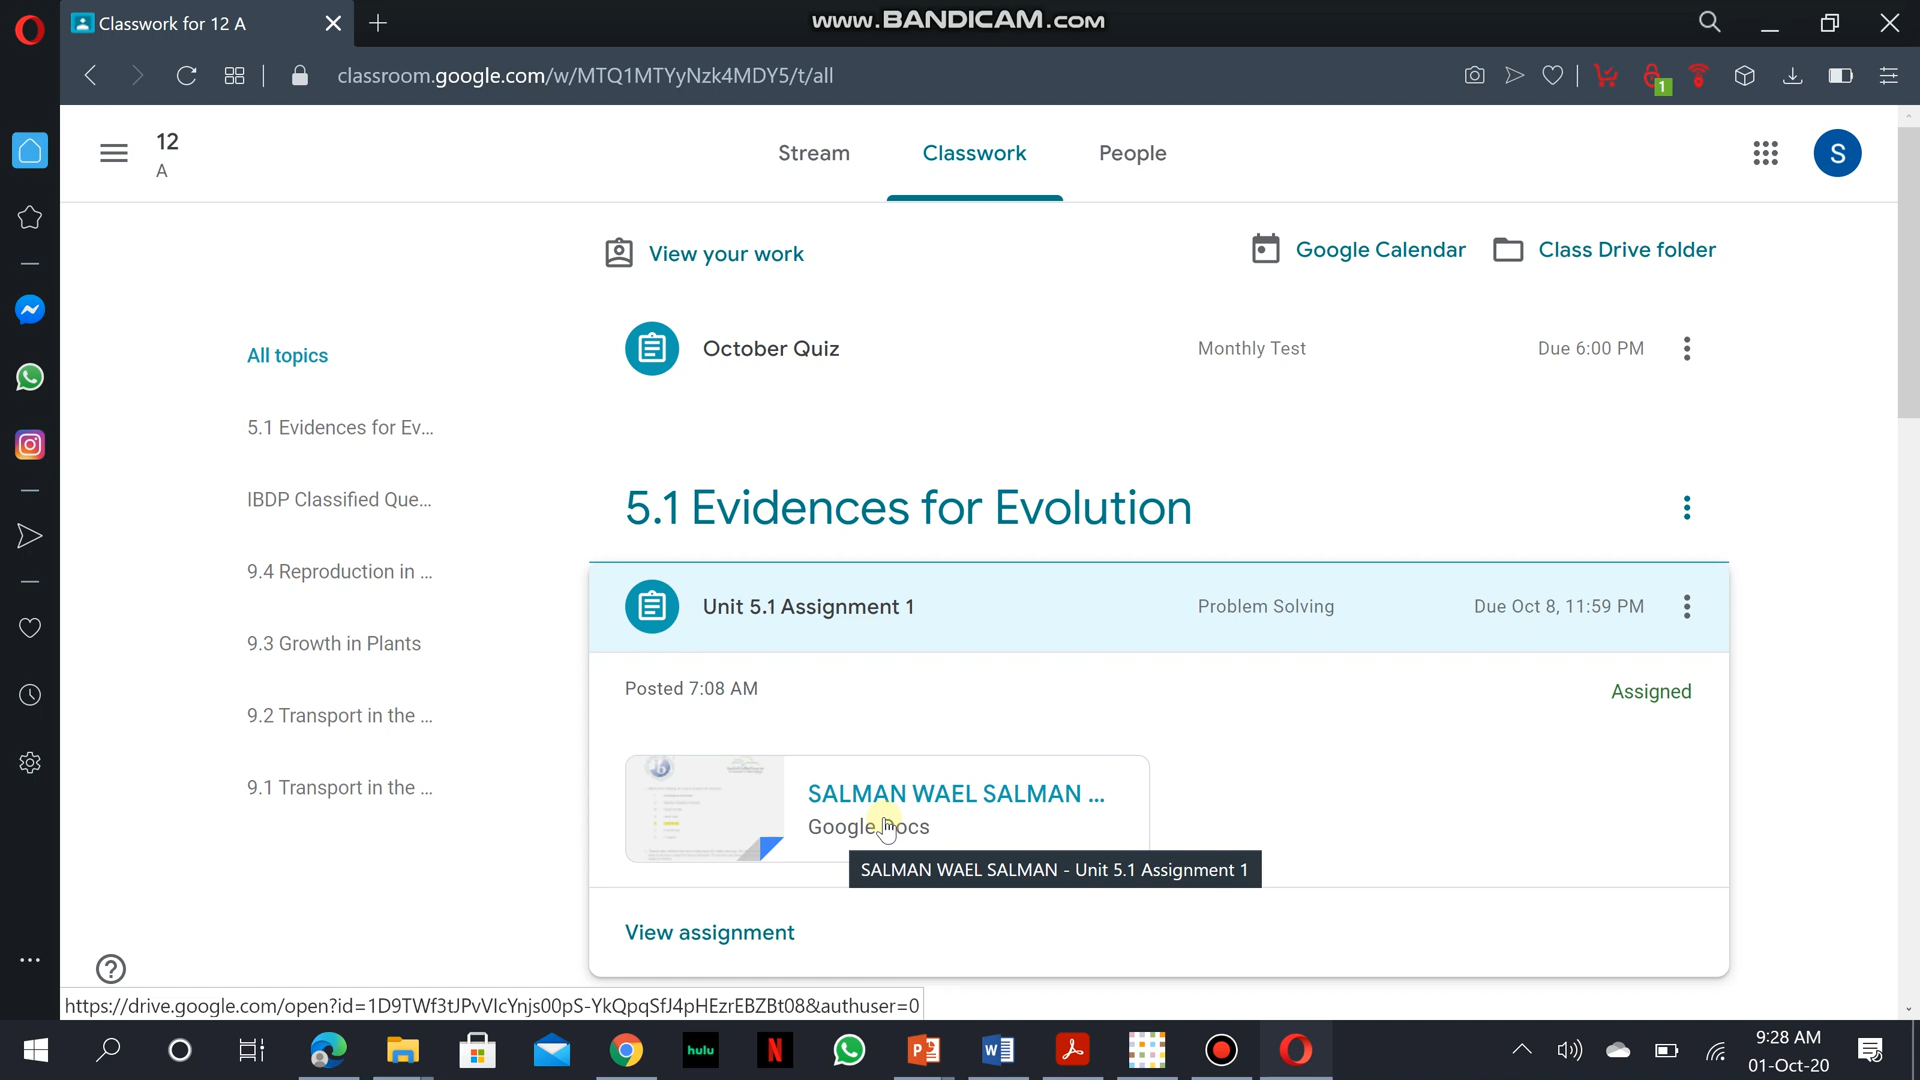 Classwork for 12 A
www.BANDICAM.com
classroom.google.com/w/MTQ1MTYyNzk4MDY5/t/all
1
12
A
Stream
Classwork
People
S
View your work
Google Calendar
Class Drive folder
October Quiz
Monthly Test
Due 6:00 PM
All topics
5.1 Evidences for Ev...
IBDP Classified Que...
9.4 Reproduction in ...
9.3 Growth in Plants
9.2 Transport in the ...
9.1 Transport in the ...
5.1 Evidences for Evolution
Unit 5.1 Assignment 1
Problem Solving
Due Oct 8, 11:59 PM
Posted 7:08 AM
Assigned
SALMAN WAEL SALMAN ...
Google Docs
SALMAN WAEL SALMAN - Unit 5.1 Assignment 1
View assignment
https://drive.google.com/open?id=1D9TWf3tJPvVIcYnjs00pS-YkQpqSfJ4pHEzrEBZBt08&authuser=0
hulu
9:28 AM
01-Oct-20